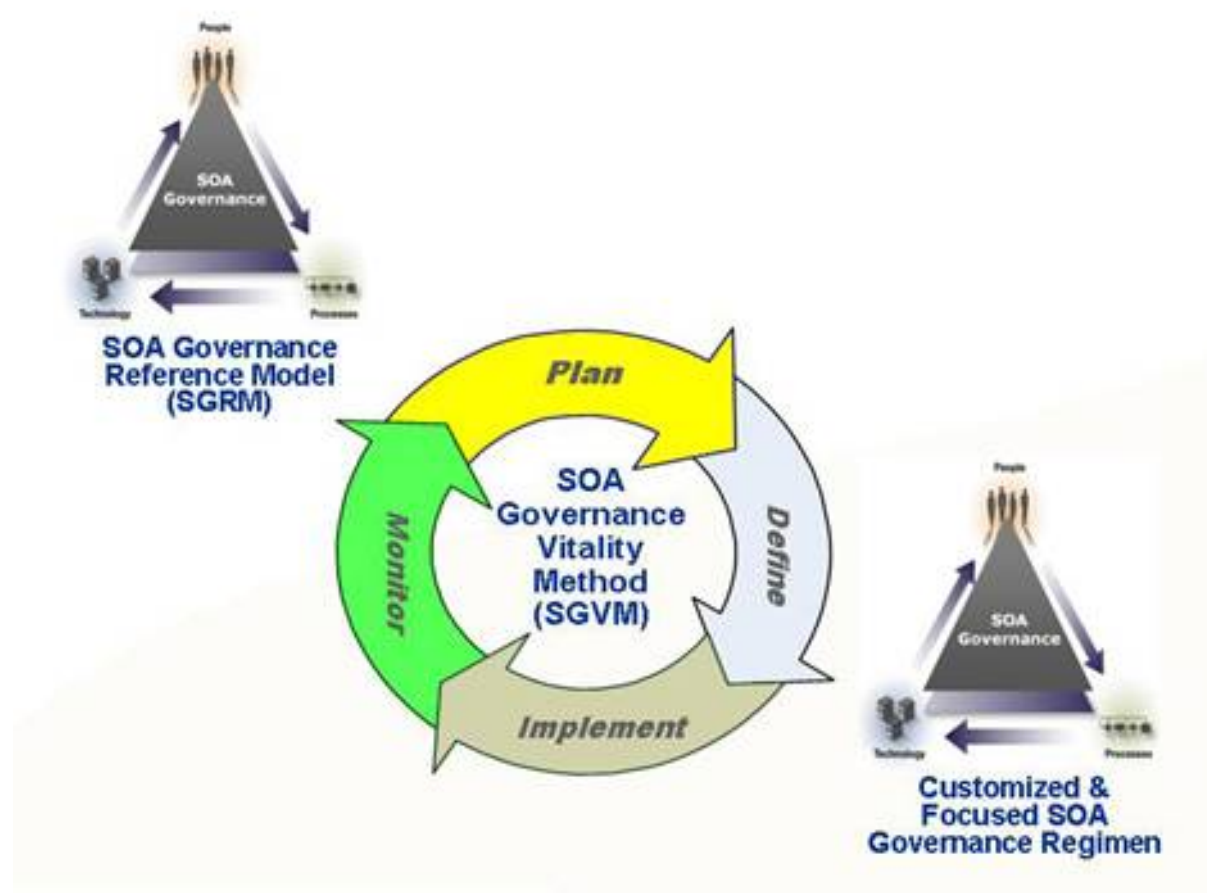 People
SOA
Governance
Technology
Processes
SOA Governance
Reference Model
(SGRM)
Plan
Define
Implement
Monitor
SOA
Governance
Vitality
Method
(SGVM)
People
SOA
Governance
Technology
Processes
Customized &
Focused SOA
Governance Regimen